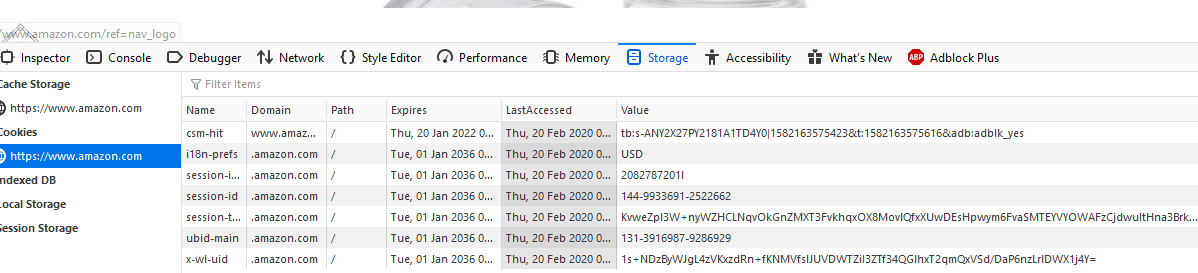 www.amazon.com/ref=nav_logo
Inspector Console Debugger Network Style Editor Performance Memory Storage Accessibility What's New ABP Adblock Plus
Cache Storage
https://www.amazon.com
Cookies
https://www.amazon.com
Indexed DB
Local Storage
Session Storage
Filter Items
Name Domain Path Expires LastAccessed Value
csm-hit www.amaz... / Thu, 20 Jan 2022 0... Thu, 20 Feb 2020 0... tb:s-ANY2X27PY2181A1TD4Y0|1582163575423&t:1582163575616&adb:adblk_yes
i18n-prefs .amazon.com / Tue, 01 Jan 2036 0... Thu, 20 Feb 2020 0... USD
session-i... .amazon.com / Tue, 01 Jan 2036 0... Thu, 20 Feb 2020 0... 2082787201l
session-id .amazon.com / Tue, 01 Jan 2036 0... Thu, 20 Feb 2020 0... 144-9933691-2522662
session-t... .amazon.com / Tue, 01 Jan 2036 0... Thu, 20 Feb 2020 0...
ubid-main .amazon.com / Tue, 01 Jan 2036 0... Thu, 20 Feb 2020 0... 131-3916987-9286929
x-wl-uid .amazon.com / Tue, 01 Jan 2036 0... Thu, 20 Feb 2020 0...